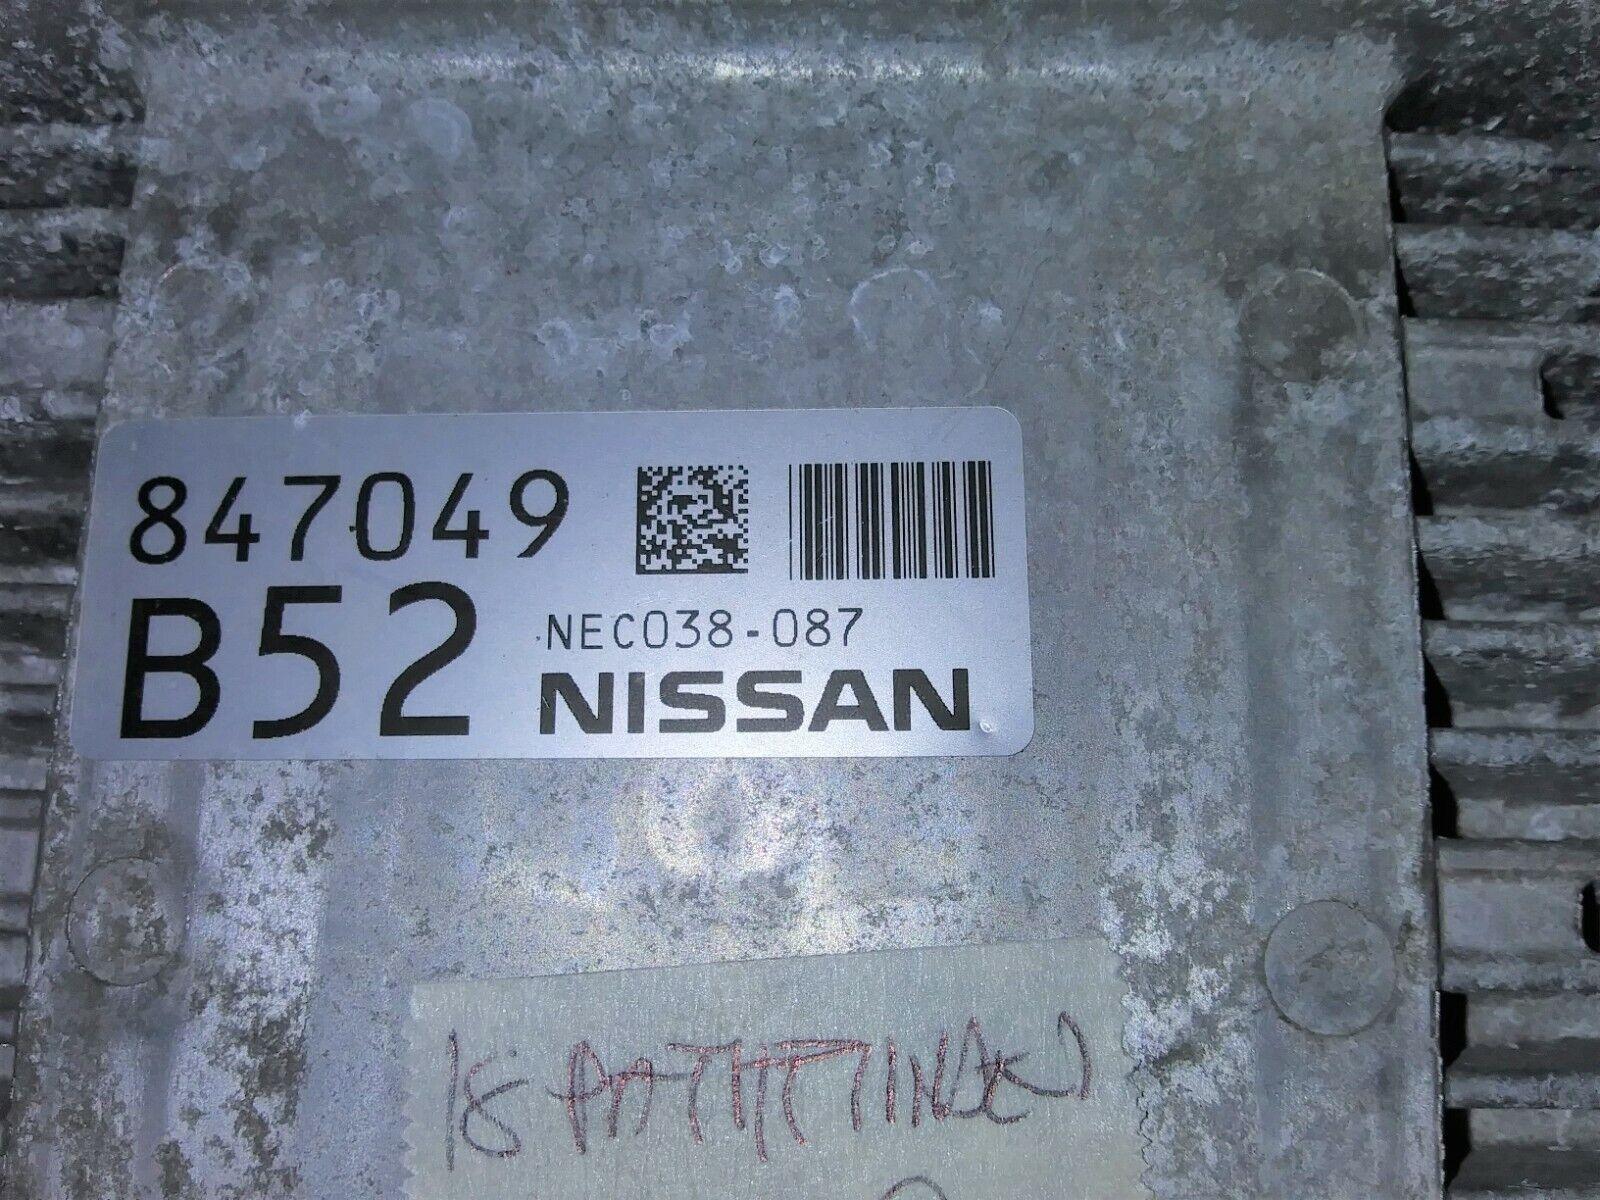 847049
B52 NEC038-087
NISSAN
18 PATHFINDER